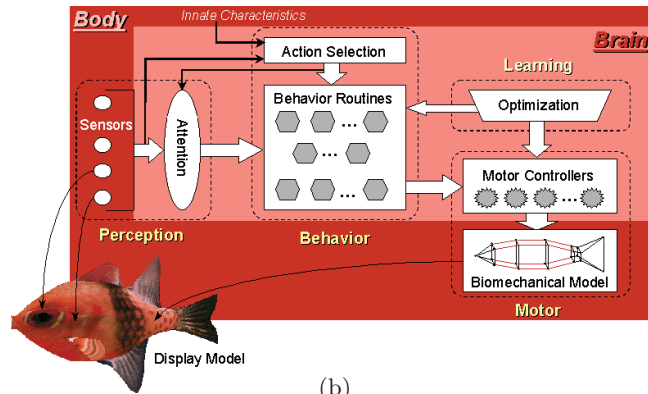 Body
Innate Characteristics
Brain
Action Selection
Learning
Sensors
Attention
Behavior Routines
...
...
...
Optimization
Motor Controllers
...
Perception
Behavior
Biomechanical Model
Motor
Display Model
(b)